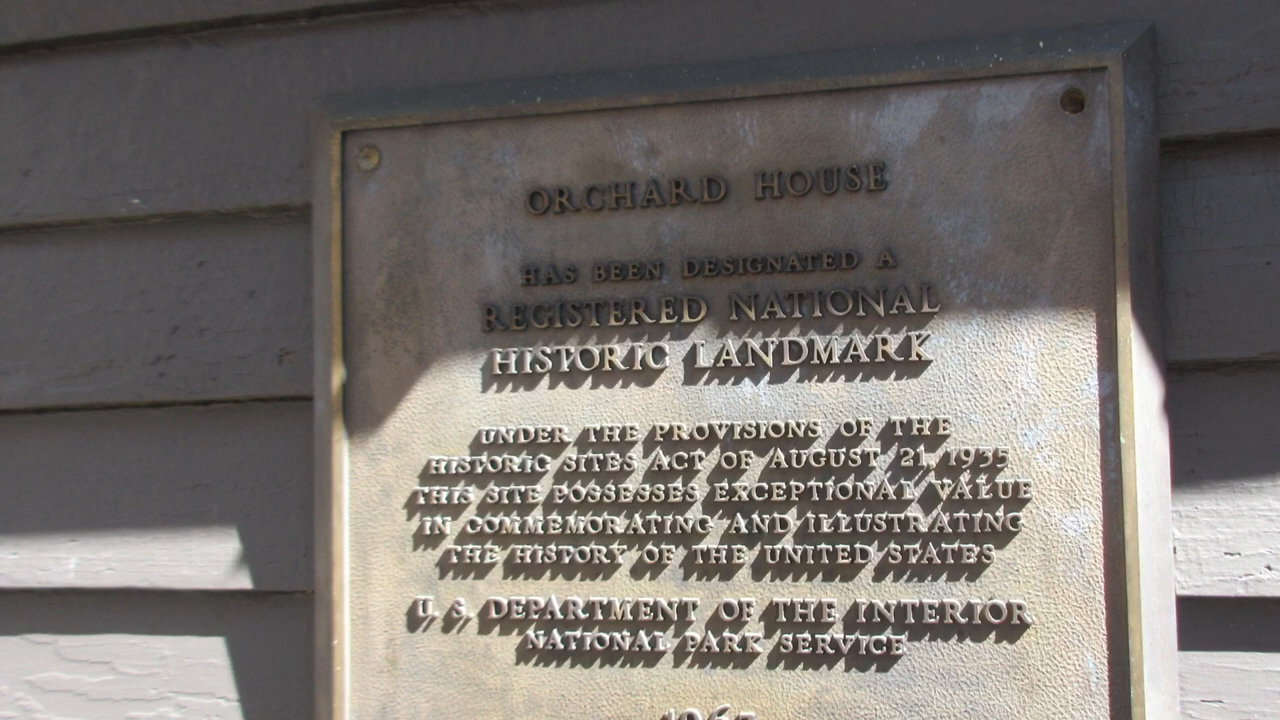 ORCHARD HOUSE
HAS BEEN DESIGNATED A
REGISTERED NATIONAL
HISTORIC LANDMARK
UNDER THE PROVISIONS OF THE
HISTORIC SITES ACT OF AUGUST 21, 1935
THIS SITE POSSESSES EXCEPTIONAL VALUE
IN COMMEMORATING AND ILLUSTRATING
THE HISTORY OF THE UNITED STATES
U. S. DEPARTMENT OF THE INTERIOR
NATIONAL PARK SERVICE